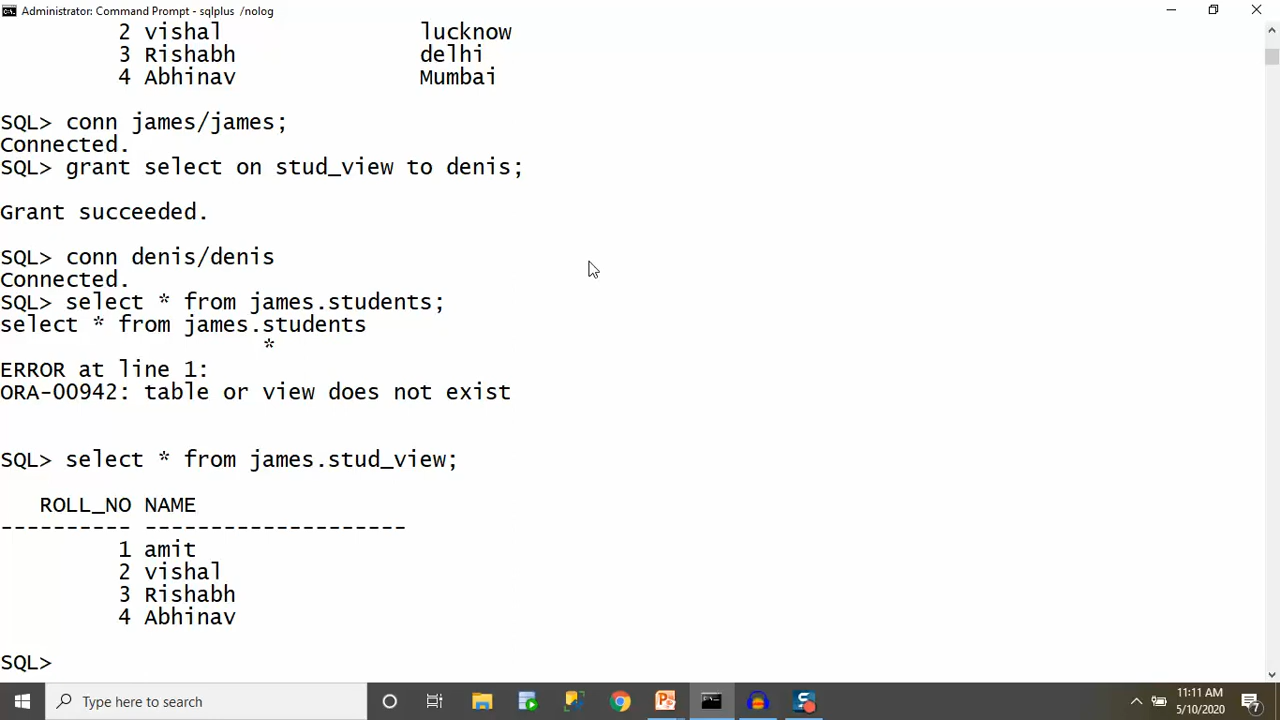 Administrator: Command Prompt - sqlplus /nolog
2 vishal lucknow
3 Rishabh delhi
4 Abhinav Mumbai
SQL> conn james/james;
Connected.
SQL> grant select on stud_view to denis;
Grant succeeded.
SQL> conn denis/denis
Connected.
SQL> select * from james.students;
select * from james.students
*
ERROR at line 1:
ORA-00942: table or view does not exist
SQL> select * from james.stud_view;
ROLL_NO NAME
---------- --------------------
1 amit
2 vishal
3 Rishabh
4 Abhinav
SQL>
Type here to search
11:11 AM
5/10/2020
7